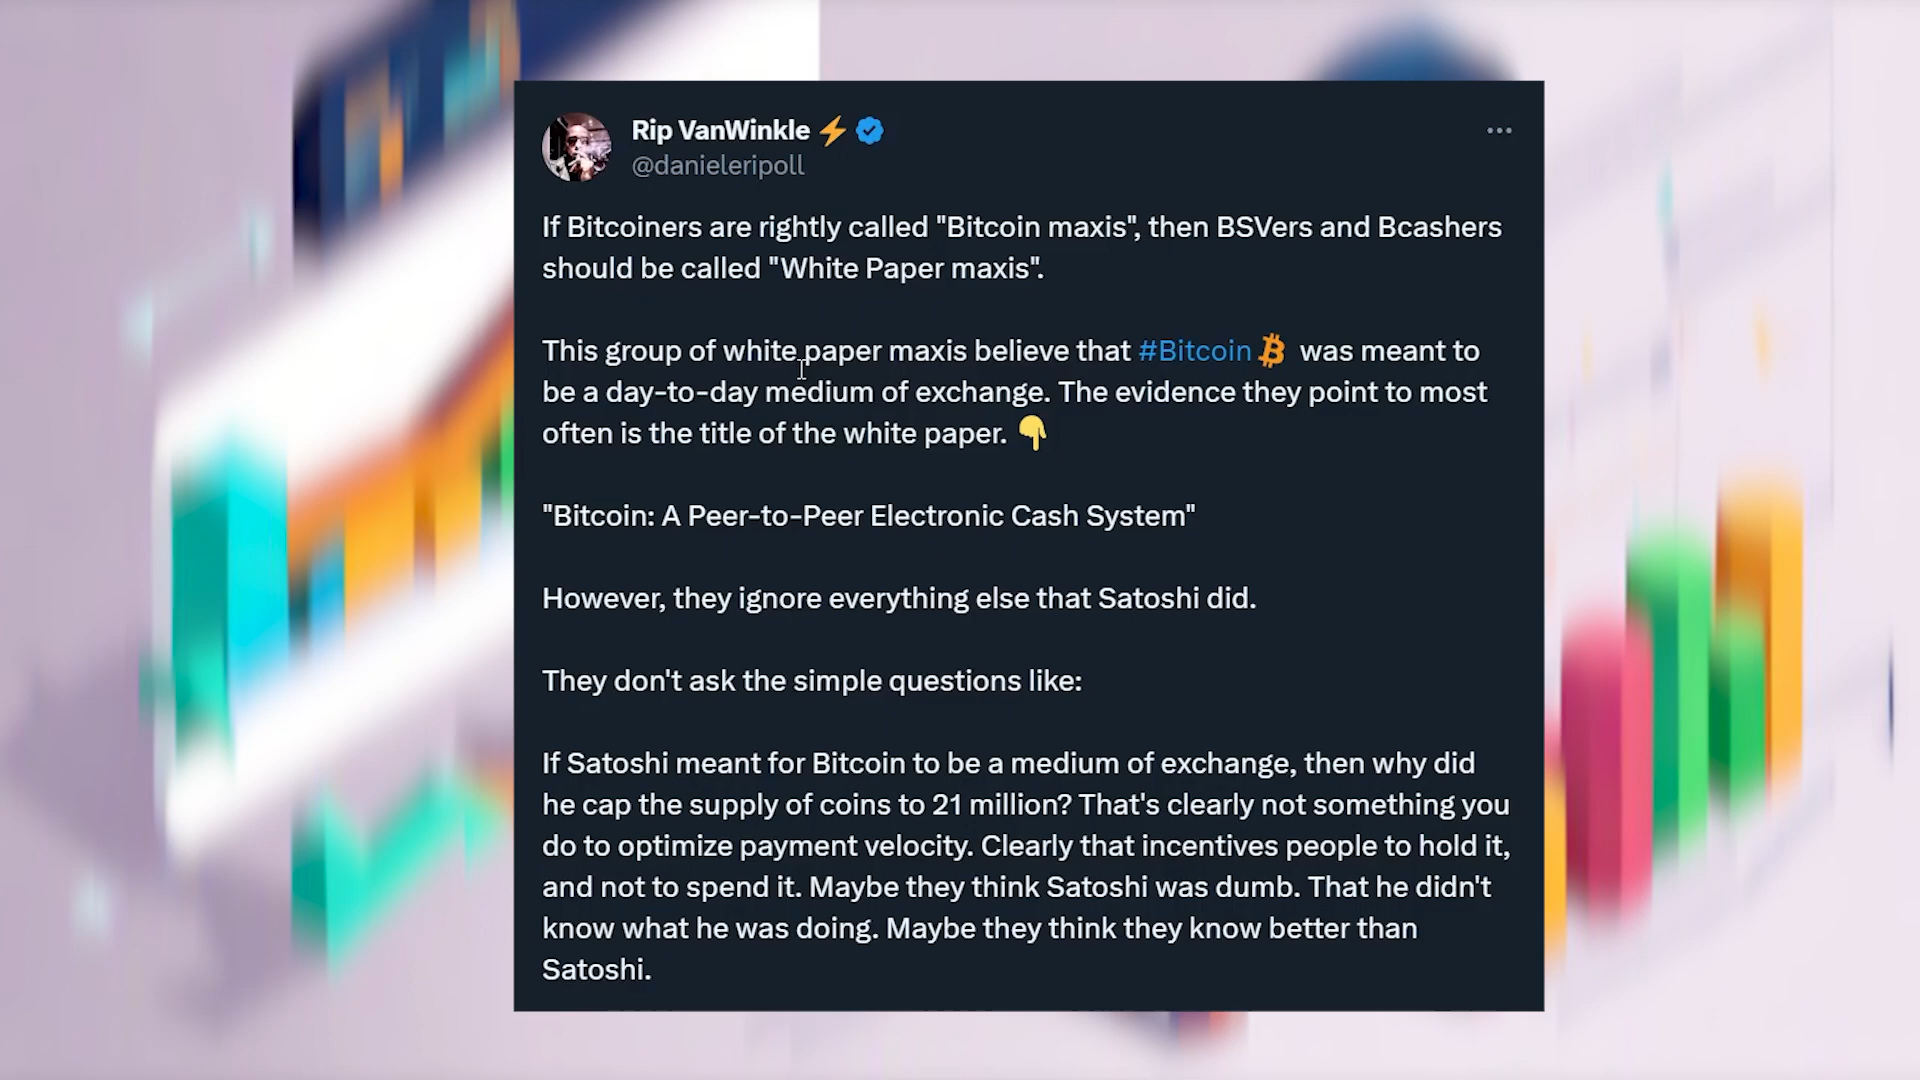 Rip VanWinkle ⚡
@danieleripoll
If Bitcoiners are rightly called "Bitcoin maxis", then BSVers and Bcashers
should be called "White Paper maxis".
This group of white paper maxis believe that #Bitcoin ₿ was meant to
be a day-to-day medium of exchange. The evidence they point to most
often is the title of the white paper. 👇
"Bitcoin: A Peer-to-Peer Electronic Cash System"
However, they ignore everything else that Satoshi did.
They don't ask the simple questions like:
If Satoshi meant for Bitcoin to be a medium of exchange, then why did
he cap the supply of coins to 21 million? That's clearly not something you
do to optimize payment velocity. Clearly that incentives people to hold it,
and not to spend it. Maybe they think Satoshi was dumb. That he didn't
know what he was doing. Maybe they think they know better than
Satoshi.